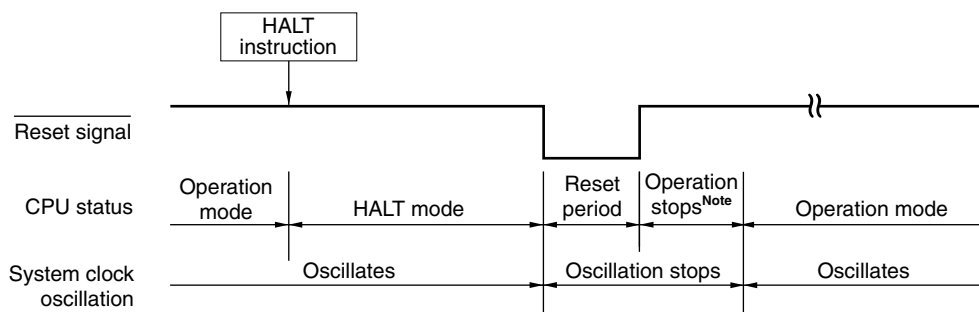 HALT
instruction
Reset signal
CPU status
Operation
mode
HALT mode
Reset
period
Operation
stopsNote
Operation mode
System clock
oscillation
Oscillates
Oscillation stops
Oscillates